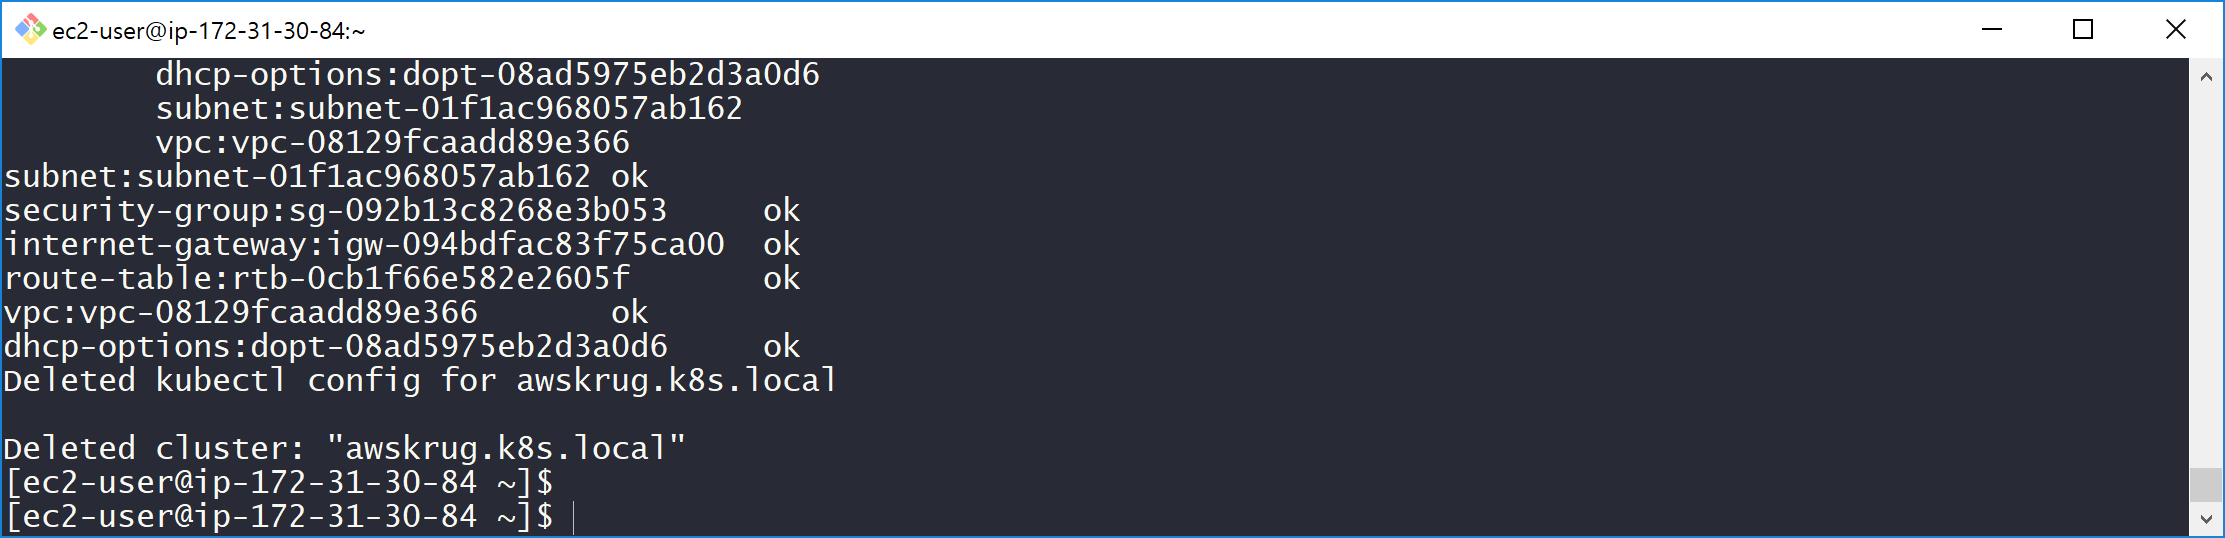 ec2-user@ip-172-31-30-84:~
        dhcp-options:dopt-08ad5975eb2d3a0d6
        subnet:subnet-01f1ac968057ab162
        vpc:vpc-08129fcaadd89e366
subnet:subnet-01f1ac968057ab162 ok
security-group:sg-092b13c8268e3b053     ok
internet-gateway:igw-094bdfac83f75ca00  ok
route-table:rtb-0cb1f66e582e2605f       ok
vpc:vpc-08129fcaadd89e366       ok
dhcp-options:dopt-08ad5975eb2d3a0d6     ok
Deleted kubectl config for awskrug.k8s.local
Deleted cluster: "awskrug.k8s.local"
[ec2-user@ip-172-31-30-84 ~]$
[ec2-user@ip-172-31-30-84 ~]$